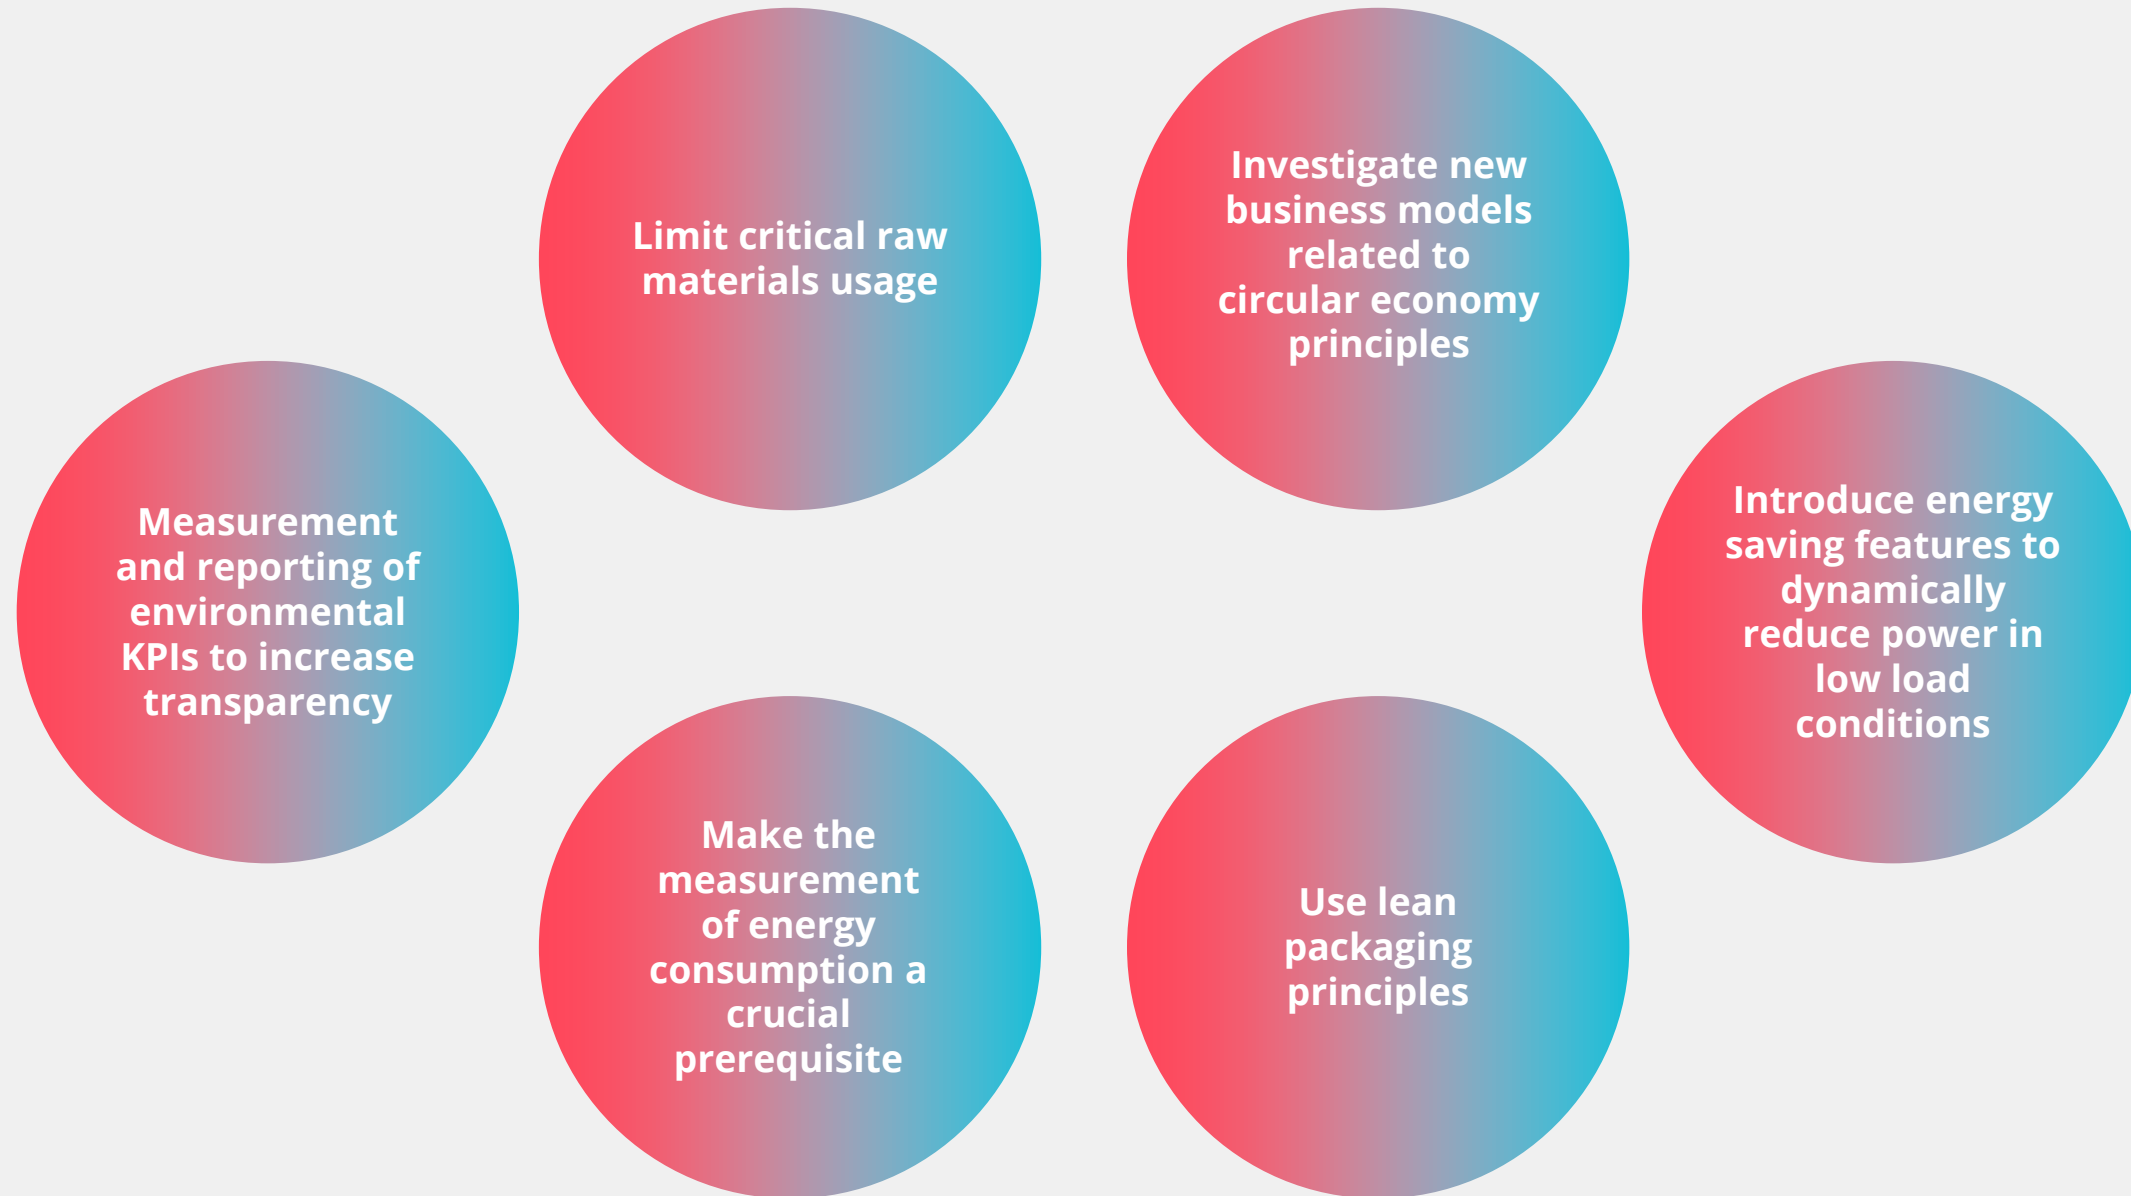 Limit critical raw
materials usage
Investigate new
business models
related to
circular economy
principles
Measurement
and reporting of
environmental
KPIs to increase
transparency
Introduce energy
saving features to
dynamically
reduce power in
low load
conditions
Make the
measurement
of energy
consumption a
crucial
prerequisite
Use lean
packaging
principles